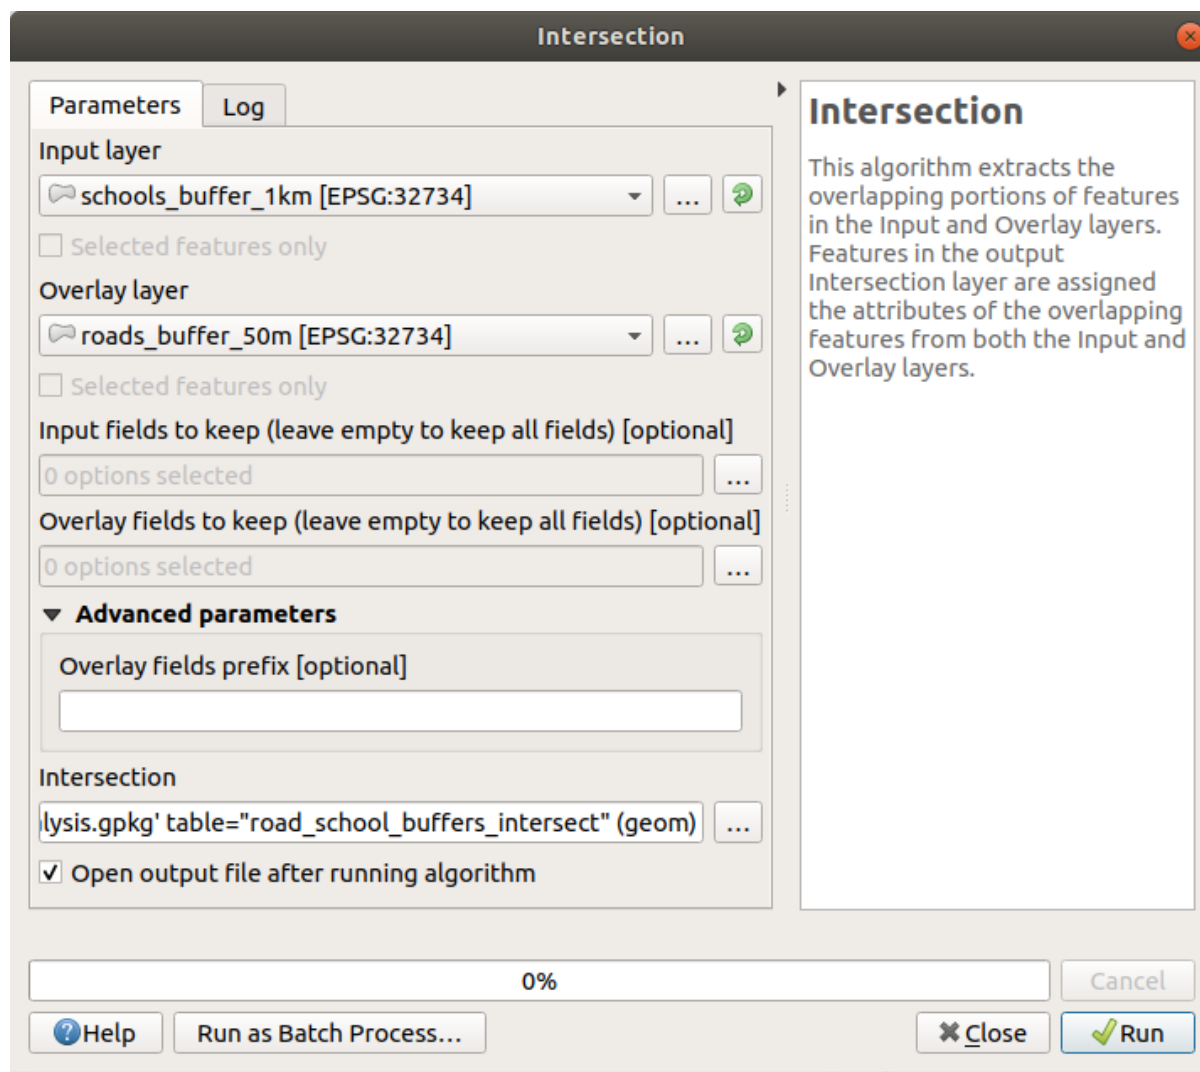 Intersection
Parameters
Log
Input layer
schools_buffer_1km [EPSG:32734]
...
Selected features only
Overlay layer
roads_buffer_50m [EPSG:32734]
...
Selected features only
Input fields to keep (leave empty to keep all fields) [optional]
0 options selected
...
Overlay fields to keep (leave empty to keep all fields) [optional]
0 options selected
...
Advanced parameters
Overlay fields prefix [optional]
Intersection
lysis.gpkg' table="road_school_buffers_intersect" (geom)
...
Open output file after running algorithm
Intersection
This algorithm extracts the
overlapping portions of features
in the Input and Overlay layers.
Features in the output
Intersection layer are assigned
the attributes of the overlapping
features from both the Input and
Overlay layers.
0%
Cancel
Help
Run as Batch Process...
Close
Run